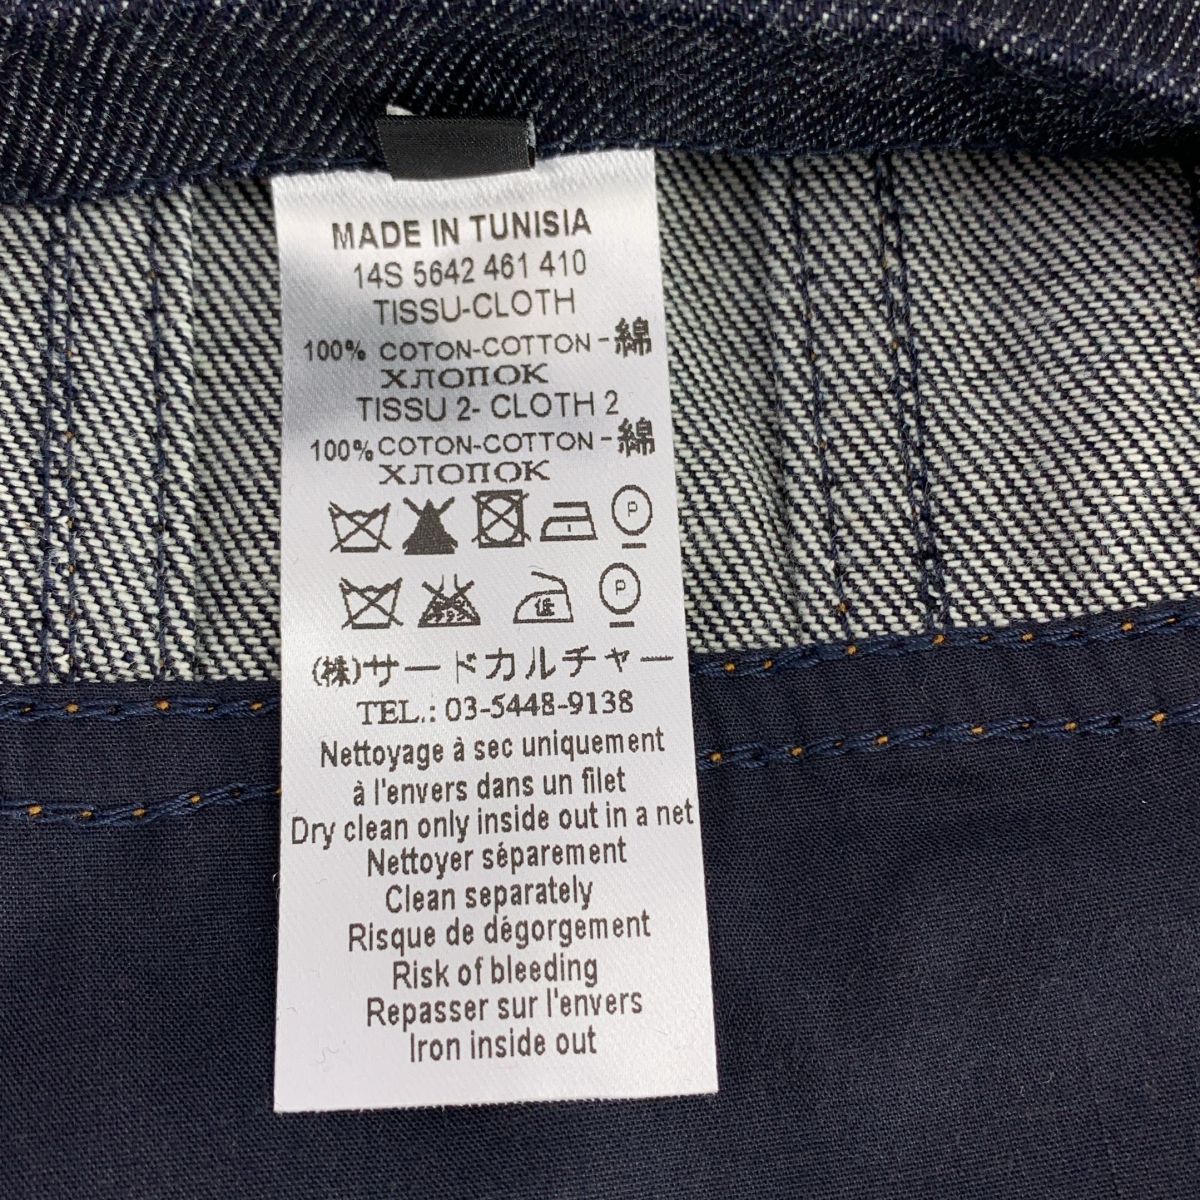 MADE IN TUNISIA
14S 5642 461 410
TISSU-CLOTH
100% COTON-COTTON-綿
ХЛОПОК
TISSU 2- CLOTH 2
100% COTON-COTTON-綿
ХЛОПОК
P
P
(株)サードカルチャー
TEL.: 03-5448-9138
Nettoyage à sec uniquement
à l'envers dans un filet
Dry clean only inside out in a net
Nettoyer séparement
Clean separately
Risque de dégorgement
Risk of bleeding
Repasser sur l'envers
Iron inside out